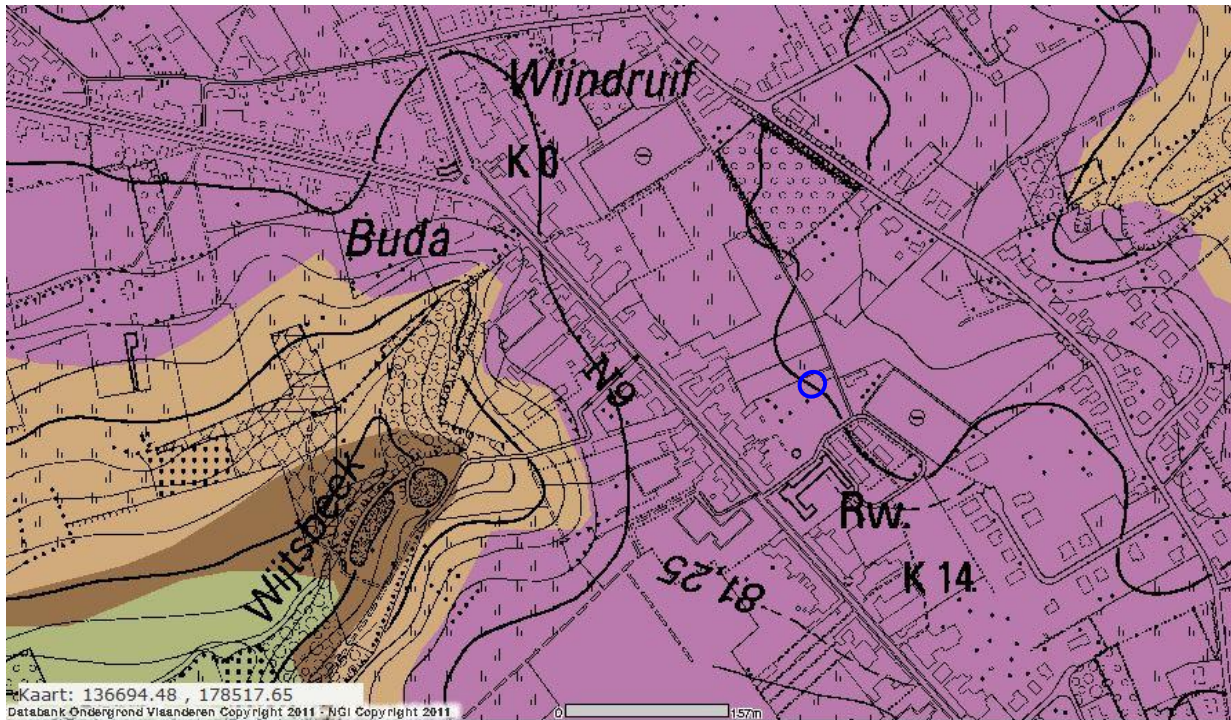 Wijndruif
K 0
Buda
N9
Rw.
K 14
81,25
Wijtsbeek
Kaart: 136694.48 , 178517.65
Databank Ondergrond Vlaanderen Copyright 2011 - NGI Copyright 2011
0 157m